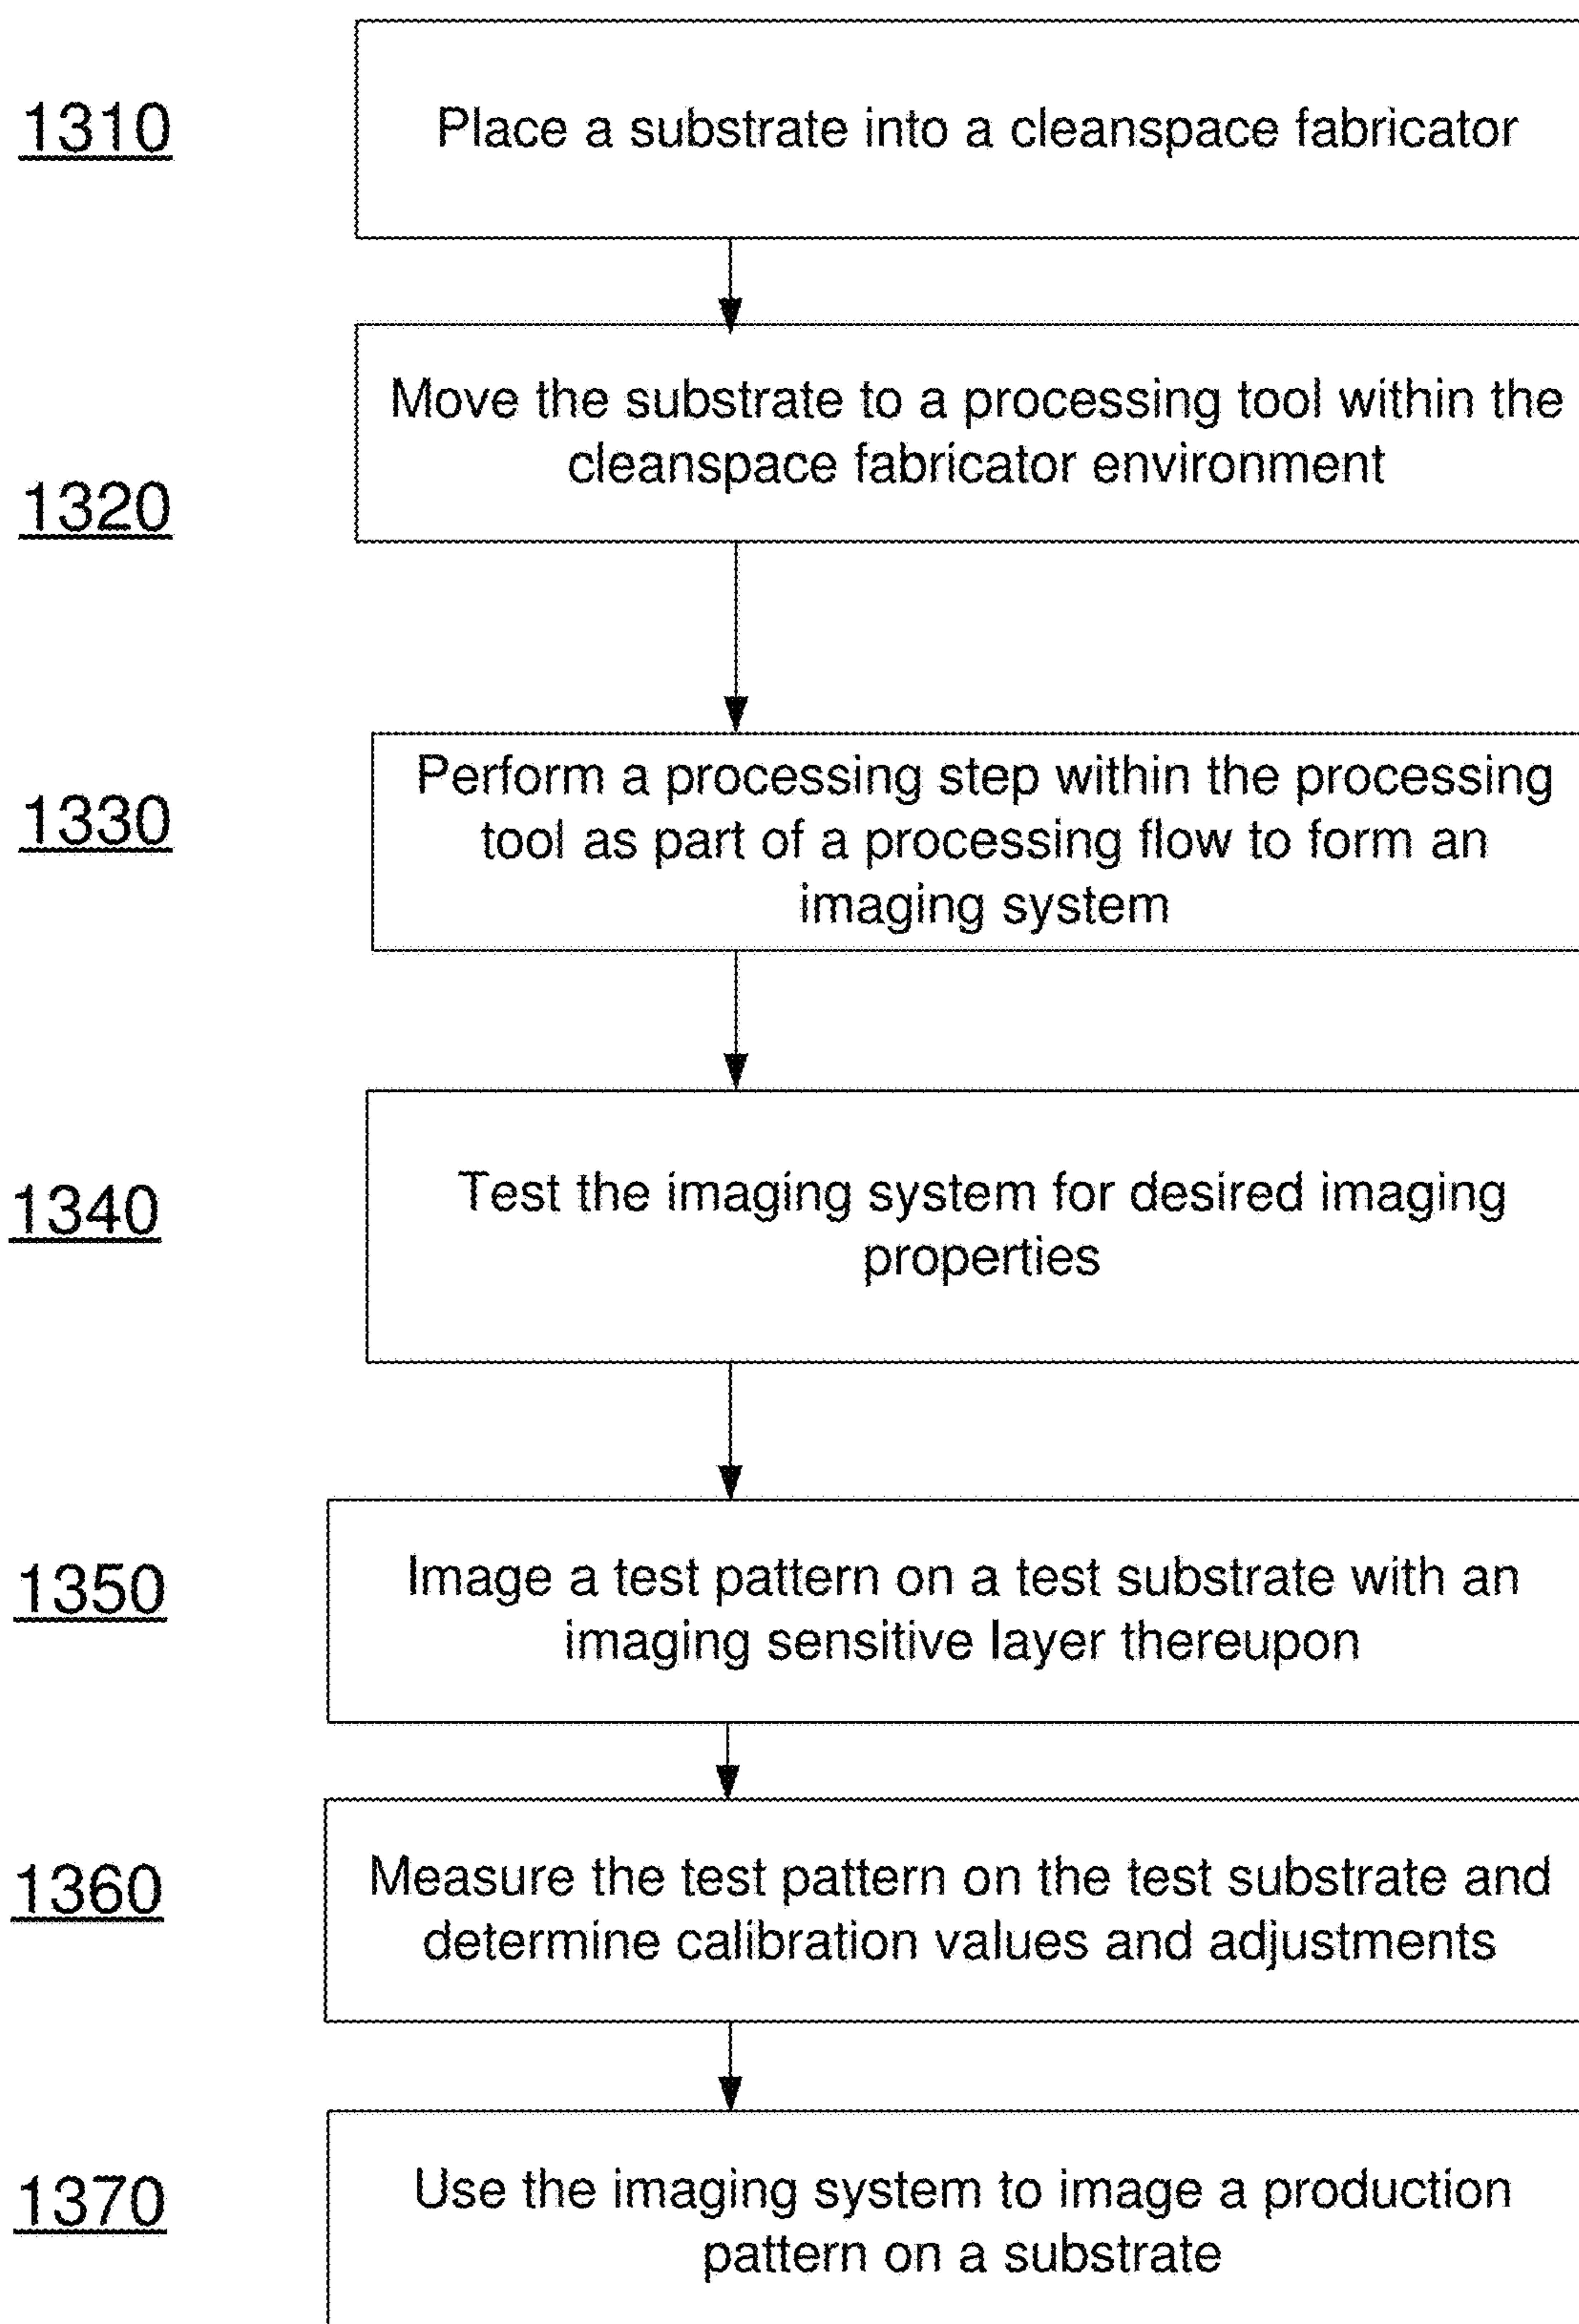 1310
Place a substrate into a cleanspace fabricator
1320
Move the substrate to a processing tool within the
cleanspace fabricator environment
1330
Perform a processing step within the processing
tool as part of a processing flow to form an
imaging system
1340
Test the imaging system for desired imaging
properties
1350
Image a test pattern on a test substrate with an
imaging sensitive layer thereupon
1360
Measure the test pattern on the test substrate and
determine calibration values and adjustments
1370
Use the imaging system to image a production
pattern on a substrate